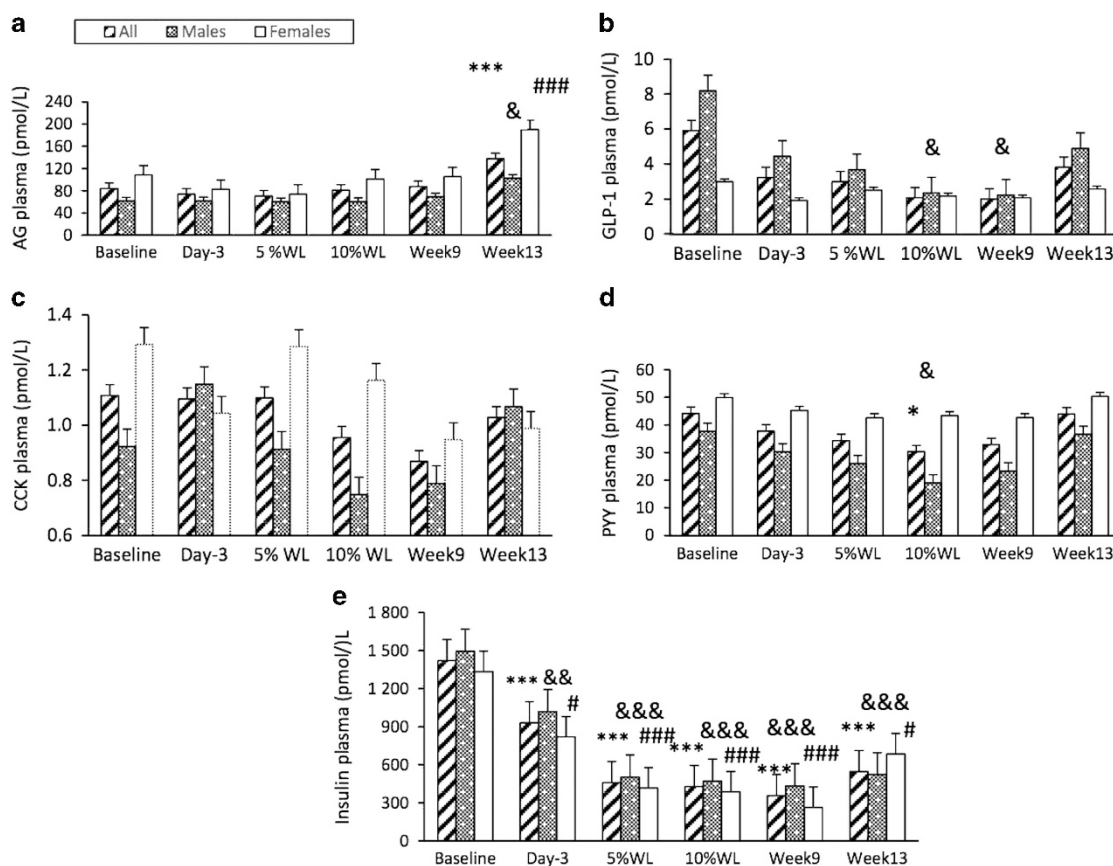 a
All Males Females
AG plasma (pmol/L)
240
200
160
120
80
40
0
*** & ###
Baseline Day-3 5 %WL 10%WL Week9 Week13
b
GLP-1 plasma (pmol/L)
10
8
6
4
2
0
& &
Baseline Day-3 5 %WL 10%WL Week9 Week13
c
CCK plasma (pmol/L)
1.4
1.2
1.0
0.8
0.6
Baseline Day-3 5% WL 10% WL Week9 Week13
d
PYY plasma (pmol/L)
60
50
40
30
20
10
0
&
*
Baseline Day-3 5%WL 10%WL Week9 Week13
e
Insulin plasma (pmol/)L
1 800
1 500
1 200
900
600
300
0
*** && #
*** &&& ###
*** &&& ###
*** &&& ###
*** &&& #
Baseline Day-3 5%WL 10%WL Week9 Week13